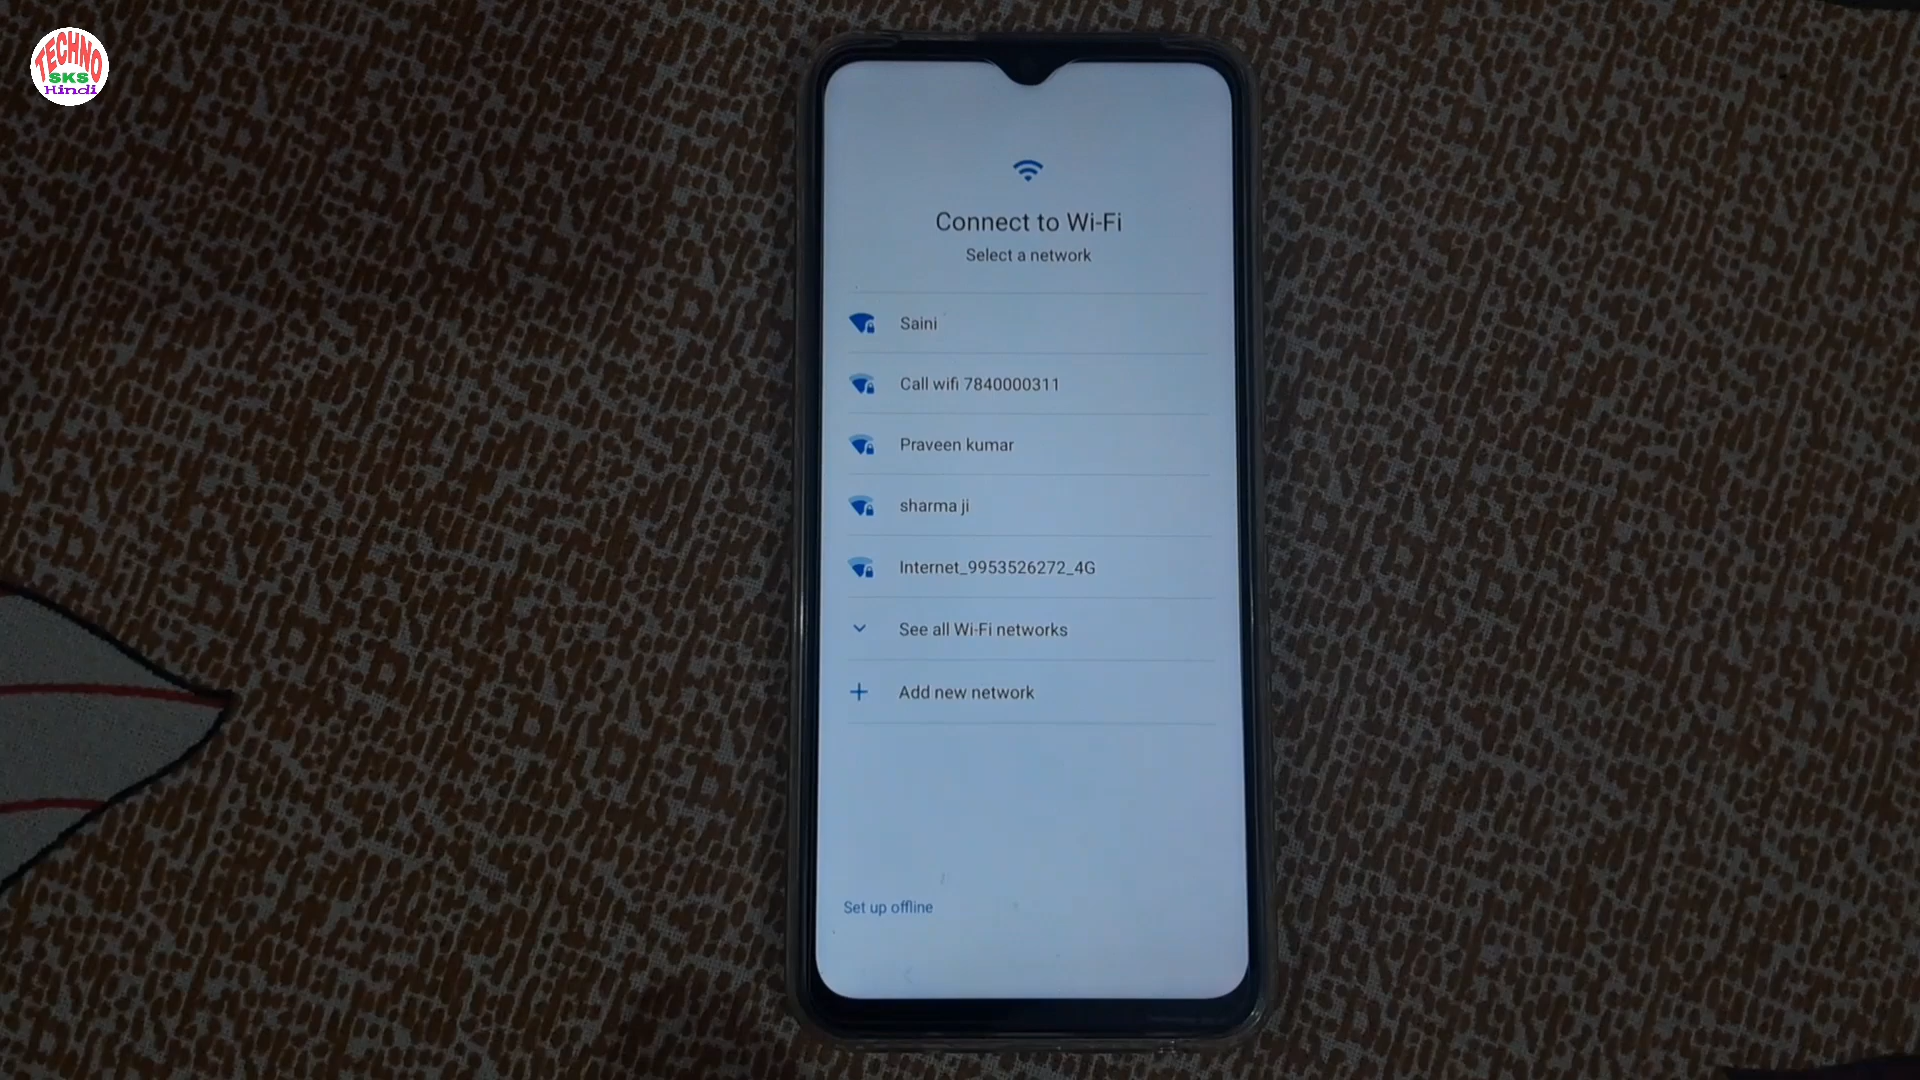 TECHNO
SKS
Hindi
Connect to Wi-Fi
Select a network
Saini
Call wifi 7840000311
Praveen kumar
sharma ji
Internet_9953526272_4G
See all Wi-Fi networks
Add new network
Set up offline